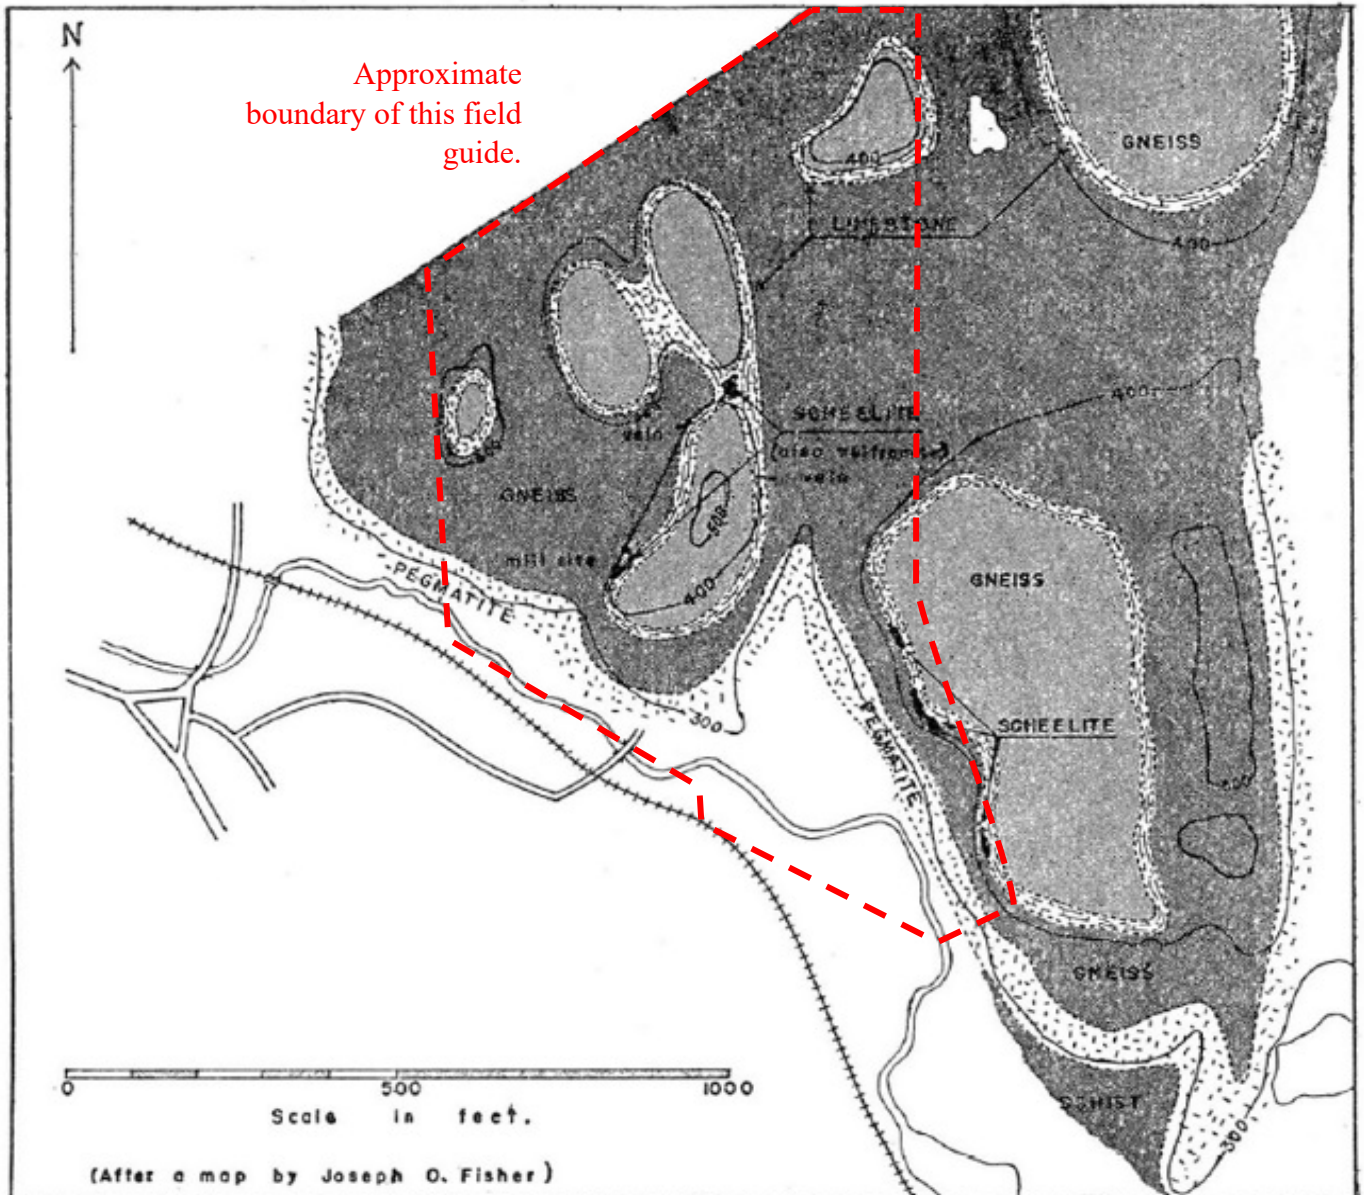 N
Approximate
boundary of this field
guide.
GNEISS
400
LIMESTONE
400
400
SCHEELITE
vein
(also wolframite)
vein
GNEISS
500
mill site
GNEISS
PEGMATITE
400
300
PEGMATITE
SCHEELITE
400
GNEISS
0 500 1000
Scale in feet.
SCHIST
300
(After a map by Joseph O. Fisher)